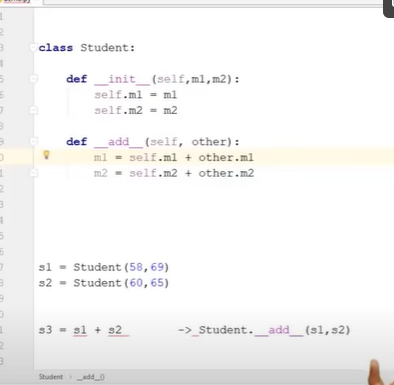 class Student:
def __init__(self,m1,m2):
self.m1 = m1
self.m2 = m2
def __add__(self, other):
m1 = self.m1 + other.m1
m2 = self.m2 + other.m2
s1 = Student(58,69)
s2 = Student(60,65)
s3 = s1 + s2 -> Student.__add__(s1,s2)
Student › __add__()